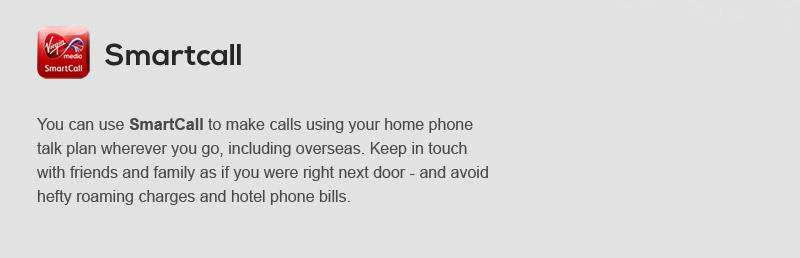 Virgin
media
SmartCall
Smartcall
You can use SmartCall to make calls using your home phone
talk plan wherever you go, including overseas. Keep in touch
with friends and family as if you were right next door - and avoid
hefty roaming charges and hotel phone bills.